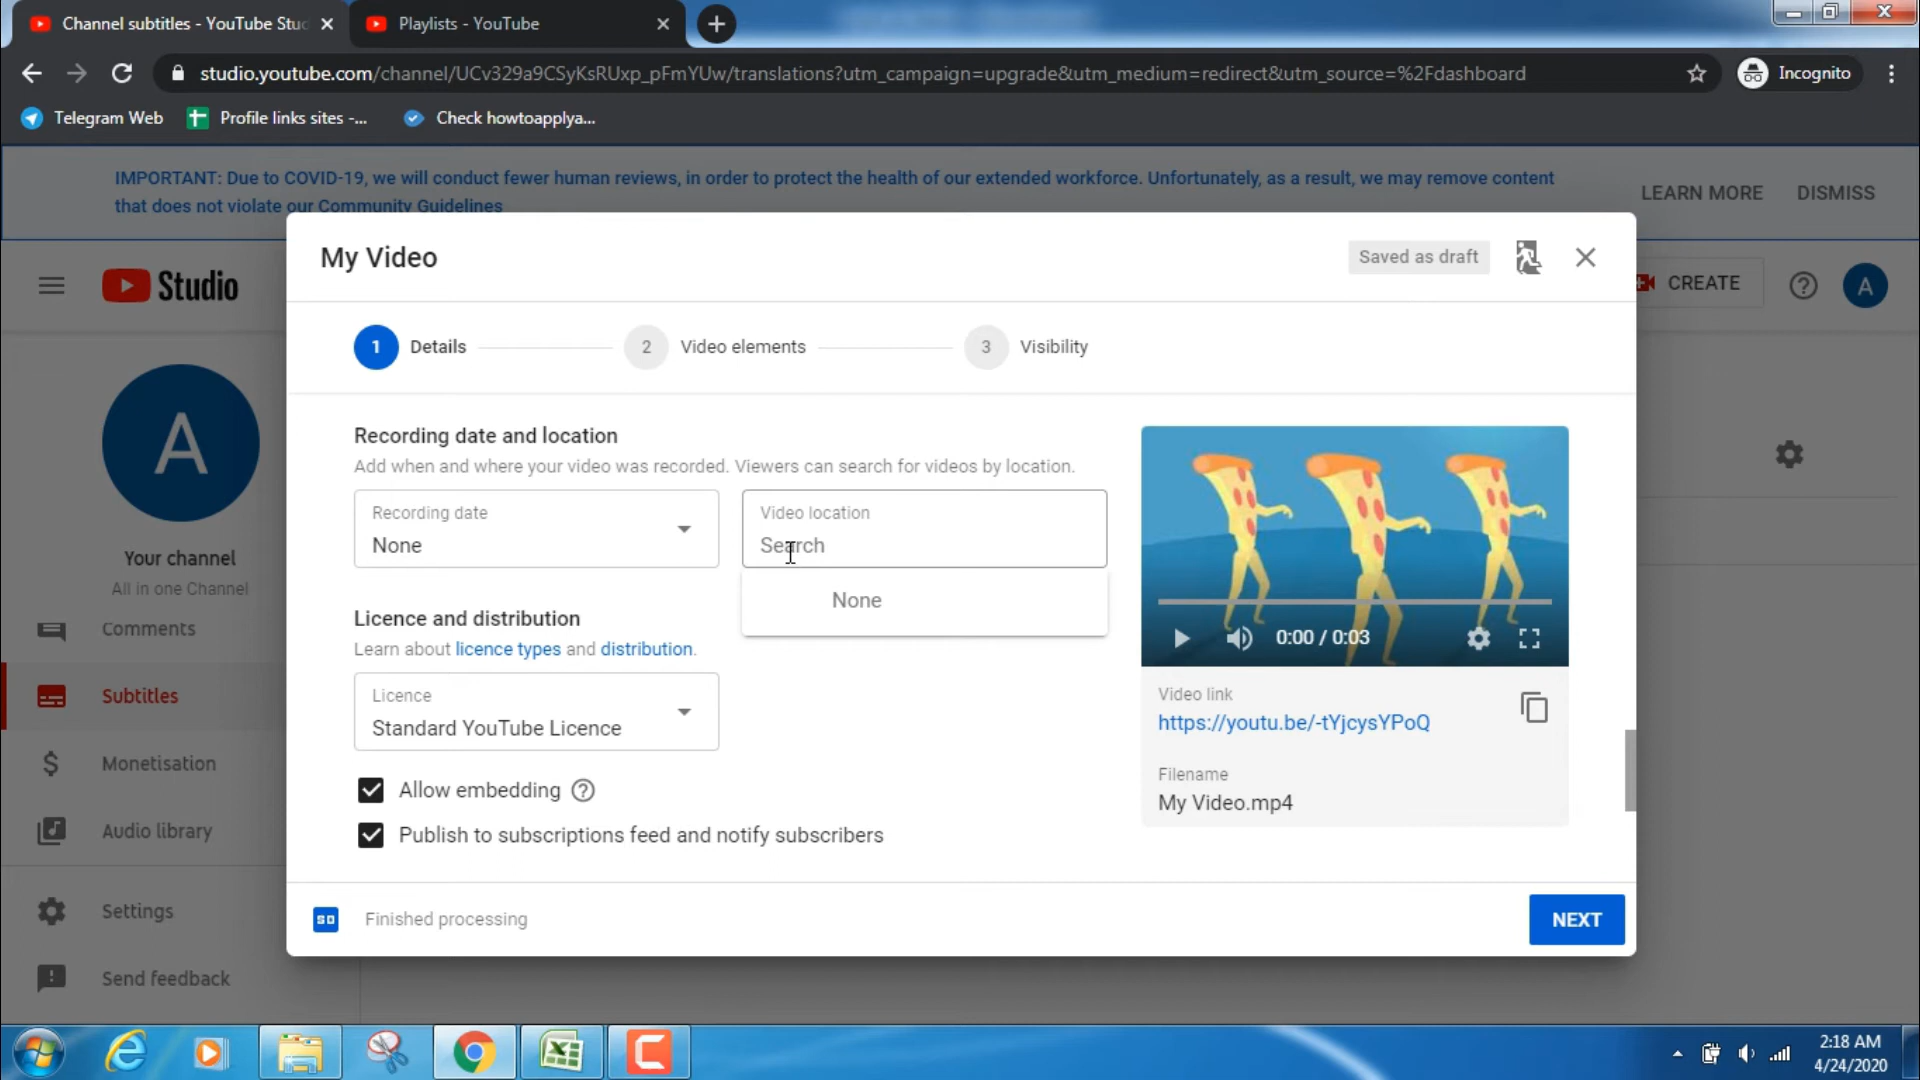 Channel subtitles - YouTube Stu
Playlists - YouTube
studio.youtube.com/channel/UCv329a9CSyKsRUxp_pFmYUw/translations?utm_campaign=upgrade&utm_medium=redirect&utm_source=%2Fdashboard
Incognito
Telegram Web
Profile links sites -...
Check howtoapplya...
IMPORTANT: Due to COVID-19, we will conduct fewer human reviews, in order to protect the health of our extended workforce. Unfortunately, as a result, we may remove content
that does not violate our Community Guidelines
LEARN MORE
DISMISS
Studio
CREATE
A
My Video
Saved as draft
1 Details
2 Video elements
3 Visibility
A
Your channel
All in one Channel
Comments
Subtitles
Monetisation
Audio library
Settings
Send feedback
Recording date and location
Add when and where your video was recorded. Viewers can search for videos by location.
Recording date
None
Video location
Search
None
Licence and distribution
Learn about licence types and distribution.
Licence
Standard YouTube Licence
Allow embedding
Publish to subscriptions feed and notify subscribers
0:00 / 0:03
Video link
https://youtu.be/-tYjcysYPoQ
Filename
My Video.mp4
SD
Finished processing
NEXT
2:18 AM
4/24/2020